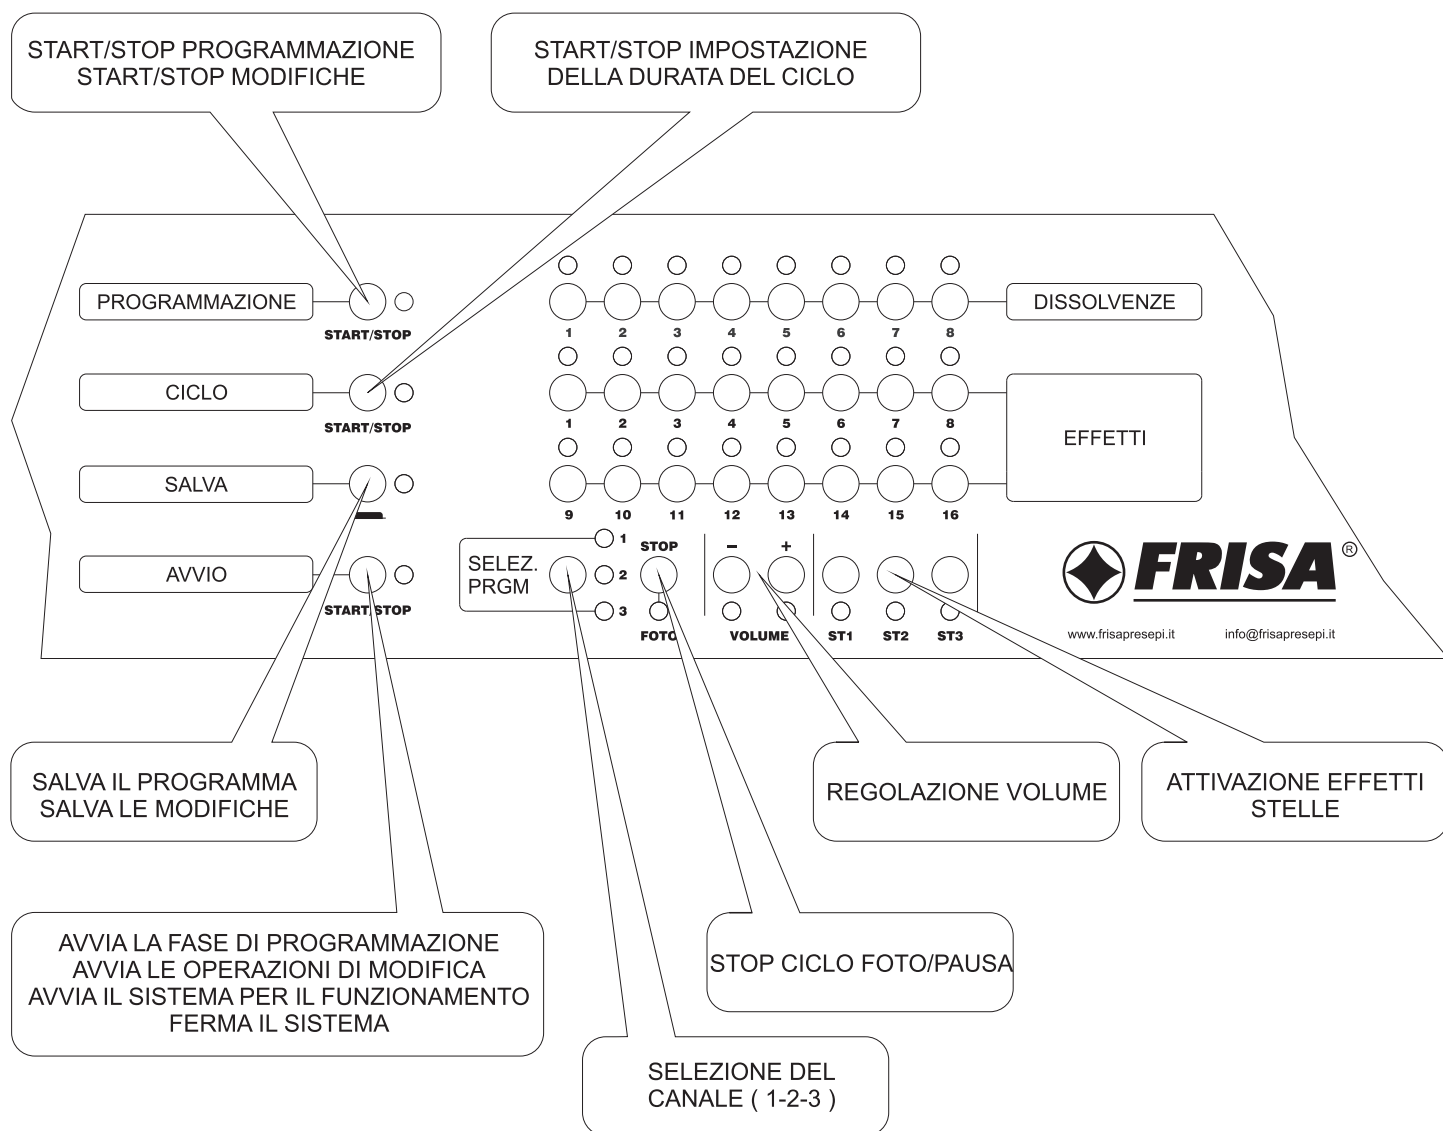 START/STOP PROGRAMMAZIONE
START/STOP MODIFICHE
START/STOP IMPOSTAZIONE
DELLA DURATA DEL CICLO
PROGRAMMAZIONE
START/STOP
1 2 3 4 5 6 7 8
DISSOLVENZE
CICLO
START/STOP
1 2 3 4 5 6 7 8
EFFETTI
SALVA
9 10 11 12 13 14 15 16
AVVIO
START/STOP
SELEZ.
PRGM
1
2
3
STOP
FOTO
– +
VOLUME
ST1 ST2 ST3
FRISA®
www.frisapresepi.it info@frisapresepi.it
SALVA IL PROGRAMMA
SALVA LE MODIFICHE
REGOLAZIONE VOLUME
ATTIVAZIONE EFFETTI
STELLE
AVVIA LA FASE DI PROGRAMMAZIONE
AVVIA LE OPERAZIONI DI MODIFICA
AVVIA IL SISTEMA PER IL FUNZIONAMENTO
FERMA IL SISTEMA
STOP CICLO FOTO/PAUSA
SELEZIONE DEL
CANALE ( 1-2-3 )